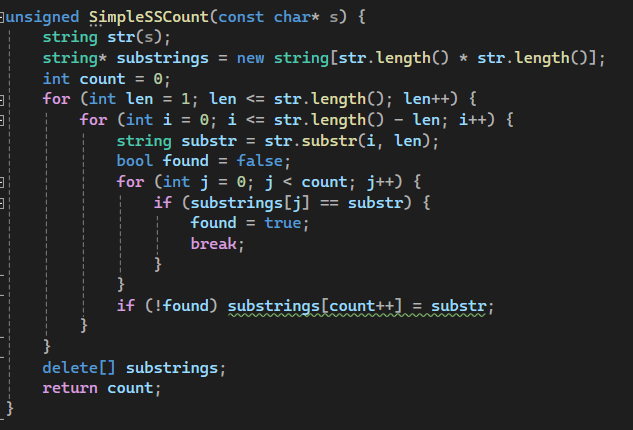 unsigned SimpleSSCount(const char* s) {
    string str(s);
    string* substrings = new string[str.length() * str.length()];
    int count = 0;
    for (int len = 1; len <= str.length(); len++) {
        for (int i = 0; i <= str.length() - len; i++) {
            string substr = str.substr(i, len);
            bool found = false;
            for (int j = 0; j < count; j++) {
                if (substrings[j] == substr) {
                    found = true;
                    break;
                }
            }
            if (!found) substrings[count++] = substr;
        }
    }
    delete[] substrings;
    return count;
}